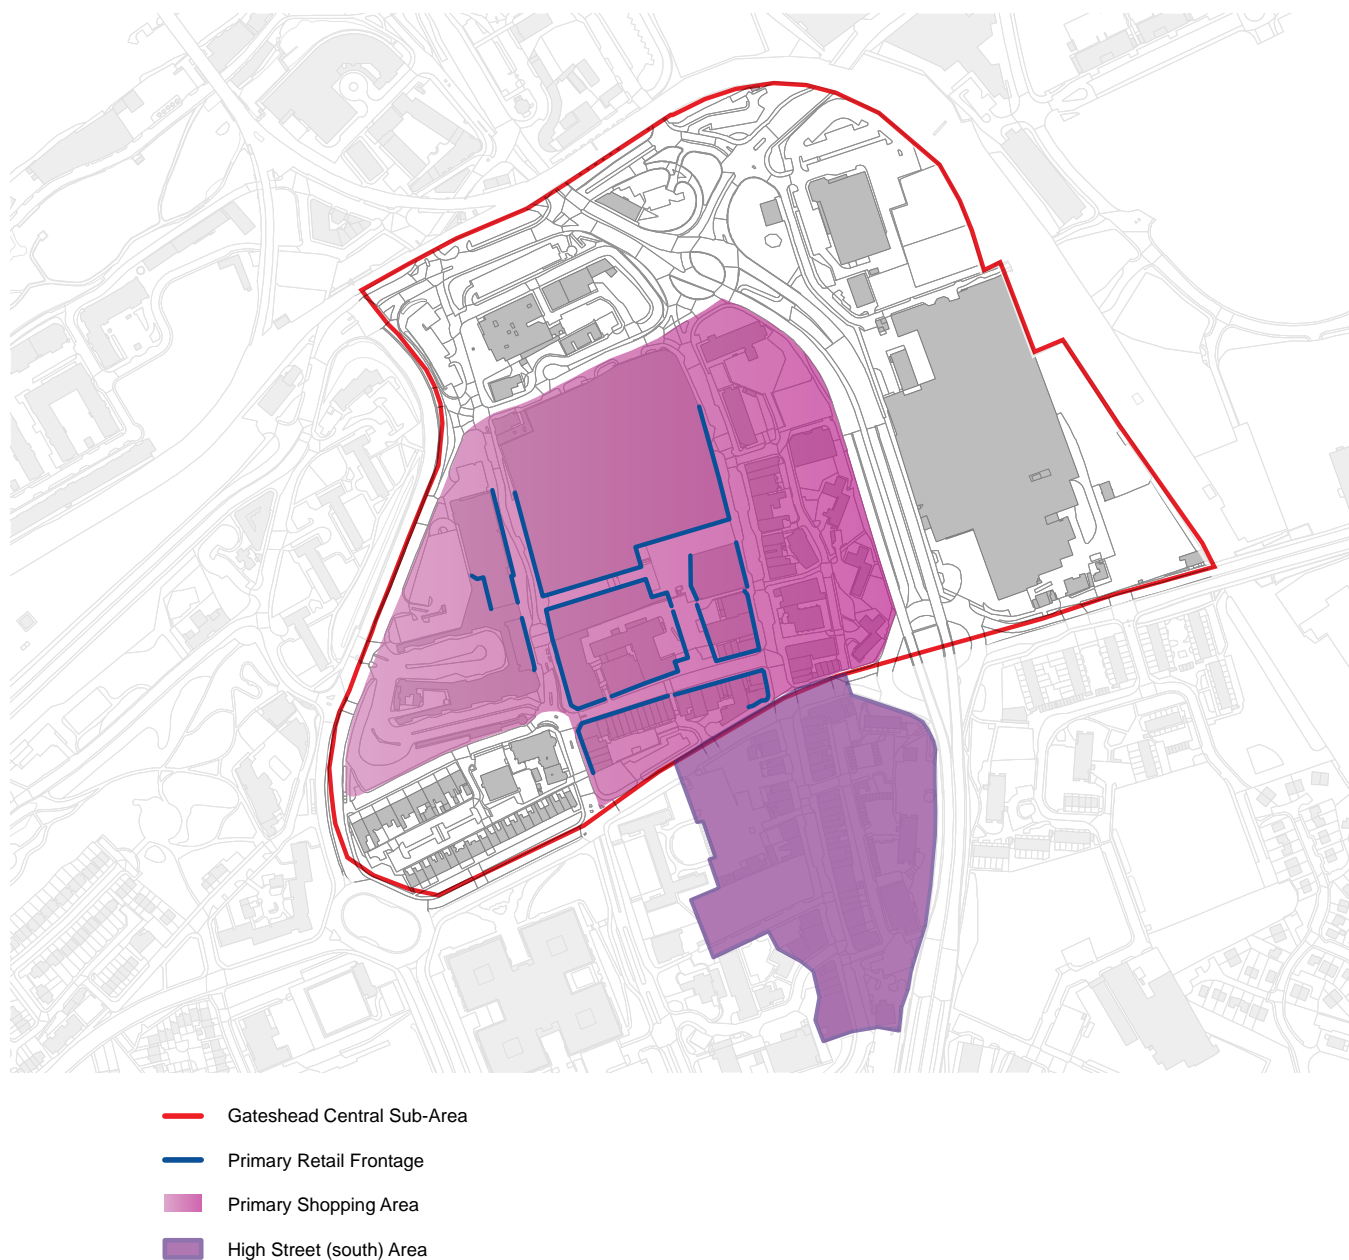 Gateshead Central Sub-Area
Primary Retail Frontage
Primary Shopping Area
High Street (south) Area